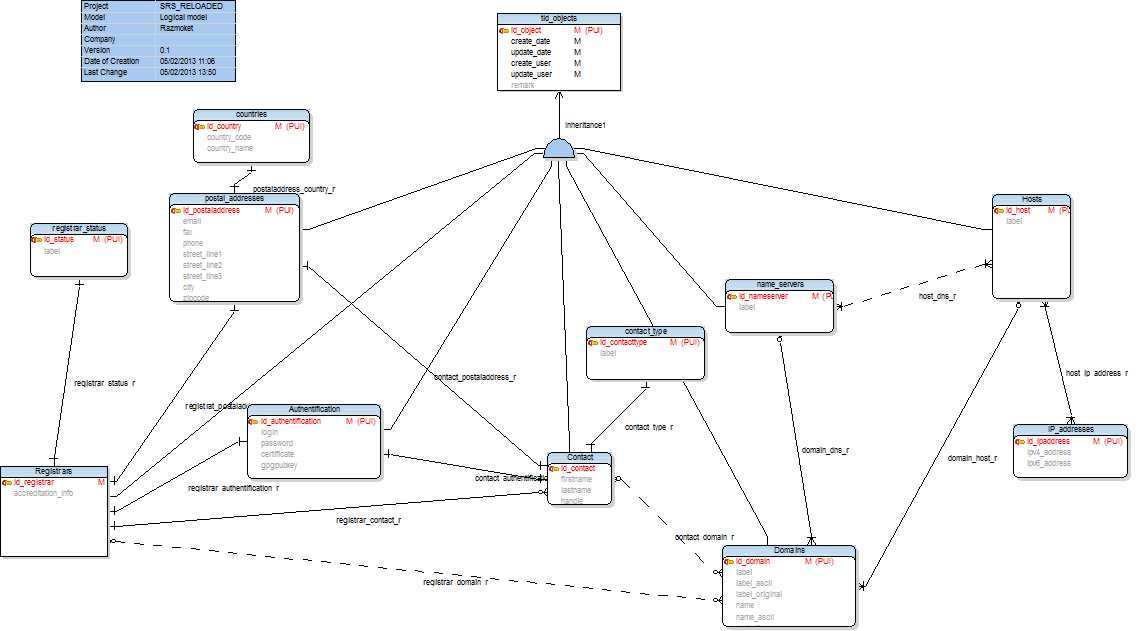 Project SRS_RELOADED
Model Logical model
Author Razmoket
Company
Version 0.1
Date of Creation 05/02/2013 11:06
Last Change 05/02/2013 13:50
tld_objects
id_object M (PUI)
create_date M
update_date M
create_user M
update_user M
remark
inheritance1
countries
id_country M (PUI)
country_code
country_name
postaladdress_country_r
postal_addresses
id_postaladdress M (PUI)
email
fax
phone
street_line1
street_line2
street_line3
city
zipcode
registrar_status
id_status M (PUI)
label
Hosts
id_host M (PU
label
name_servers
id_nameserver M (PU
label
host_dns_r
contact_type
id_contacttype M (PUI)
label
registrar_status_r
contact_postaladdress_r
host_ip_address_r
registrat_postaladd
Authentification
id_authentification M (PUI)
login
password
certificate
gpgpubkey
contact_type_r
IP_addresses
id_ipaddress M (PUI)
ipv4_address
ipv6_address
domain_dns_r
domain_host_r
Contact
id_contact
firstname
lastname
handle
Registrars
id_registrar M
accreditation_info
contact_authentificatio
registrar_authentification_r
registrar_contact_r
contact_domain_r
Domains
id_domain M (PUI)
label
label_ascii
label_original
name
name_ascii
registrar_domain_r